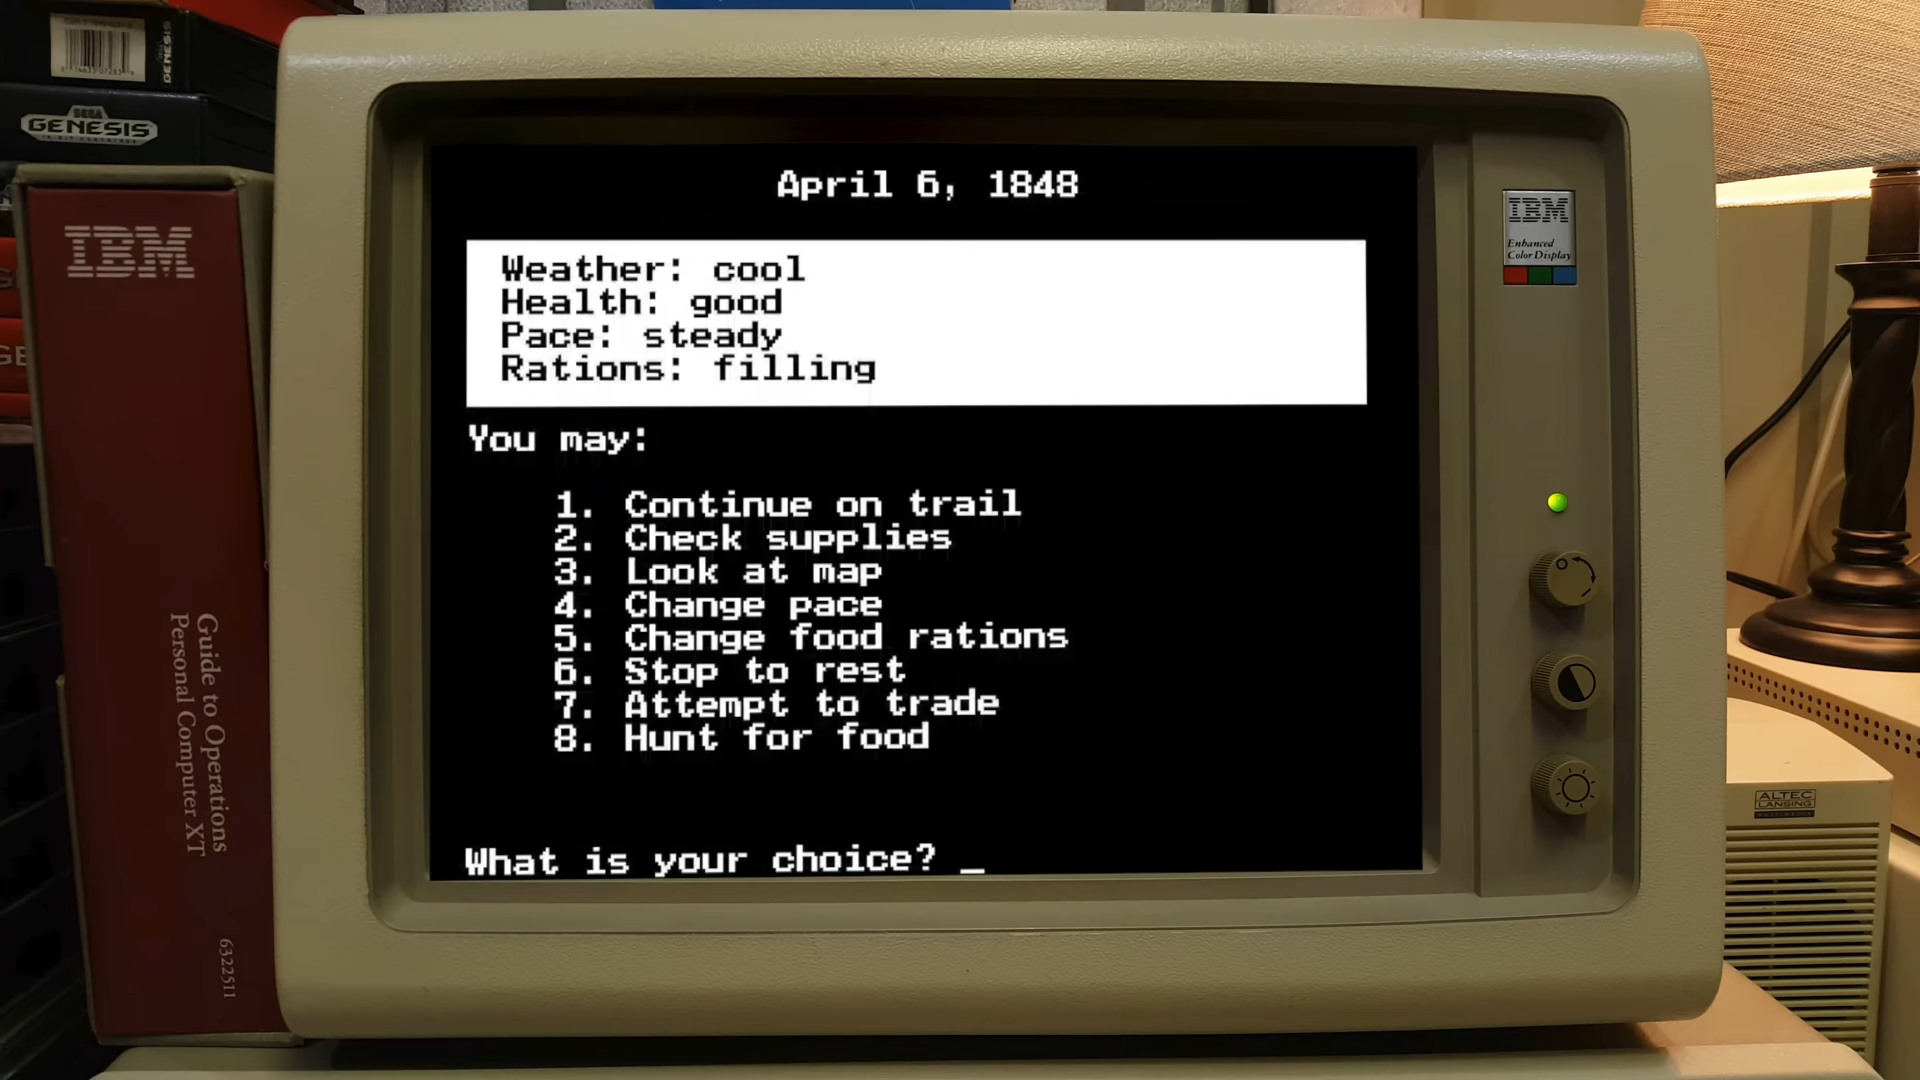 GENESIS
SEGA
GENESIS
IBM
Guide to Operations
Personal Computer XT
6322511
April 6, 1848
Weather: cool
Health: good
Pace: steady
Rations: filling
You may:
1. Continue on trail
2. Check supplies
3. Look at map
4. Change pace
5. Change food rations
6. Stop to rest
7. Attempt to trade
8. Hunt for food
What is your choice? _
IBM
Enhanced
Color Display
ALTEC
LANSING